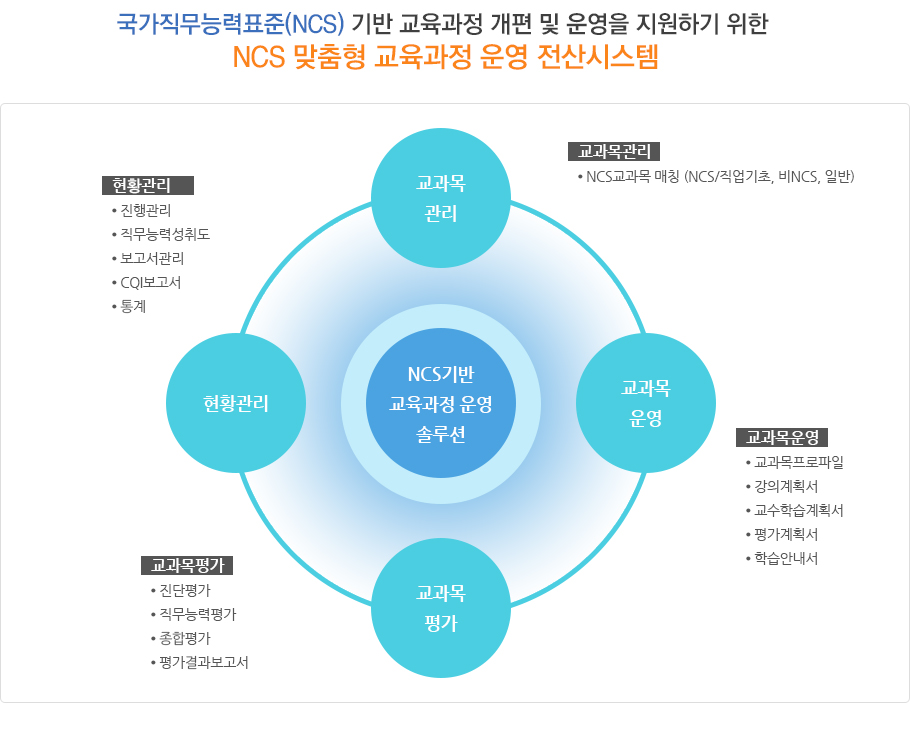 국가직무능력표준(NCS) 기반 교육과정 개편 및 운영을 지원하기 위한
NCS 맞춤형 교육과정 운영 전산시스템
교과목
관리
교과목관리
• NCS교과목 매칭 (NCS/직업기초, 비NCS, 일반)
현황관리
• 진행관리
• 직무능력성취도
• 보고서관리
• CQI보고서
• 통계
현황관리
NCS기반
교육과정 운영
솔루션
교과목
운영
교과목운영
• 교과목프로파일
• 강의계획서
• 교수학습계획서
• 평가계획서
• 학습안내서
교과목평가
• 진단평가
• 직무능력평가
• 종합평가
• 평가결과보고서
교과목
평가